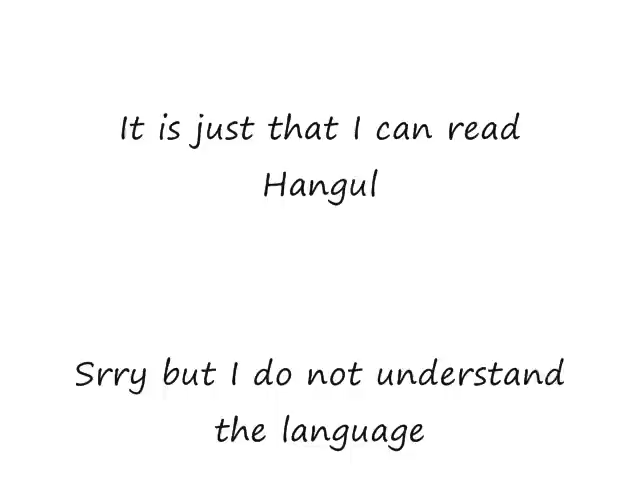 It is just that I can read
Hangul
Srry but I do not understand
the language